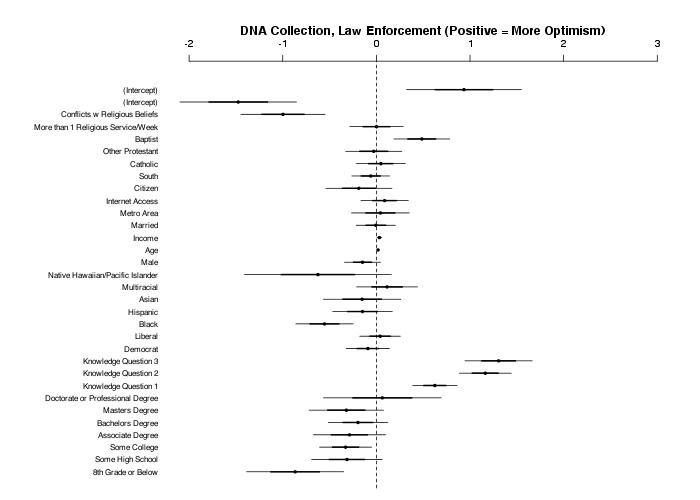 DNA Collection, Law Enforcement (Positive = More Optimism)
-2 -1 0 1 2 3
(Intercept)
(Intercept)
Conflicts w Religious Beliefs
More than 1 Religious Service/Week
Baptist
Other Protestant
Catholic
South
Citizen
Internet Access
Metro Area
Married
Income
Age
Male
Native Hawaiian/Pacific Islander
Multiracial
Asian
Hispanic
Black
Liberal
Democrat
Knowledge Question 3
Knowledge Question 2
Knowledge Question 1
Doctorate or Professional Degree
Masters Degree
Bachelors Degree
Associate Degree
Some College
Some High School
8th Grade or Below